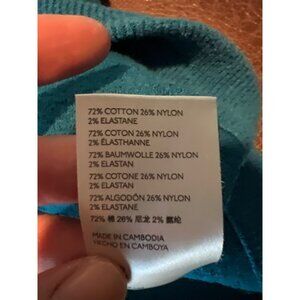 72% COTTON 26% NYLON
2% ELASTANE
72% COTON 26% NYLON
2% ÉLASTHANNE
72% BAUMWOLLE 26% NYLON
2% ELASTAN
72% COTONE 26% NYLON
2% ELASTAN
72% ALGODÓN 26% NYLON
2% ELASTANE
72% 棉 26% 尼龙 2% 氨纶
MADE IN CAMBODIA
HECHO EN CAMBOYA